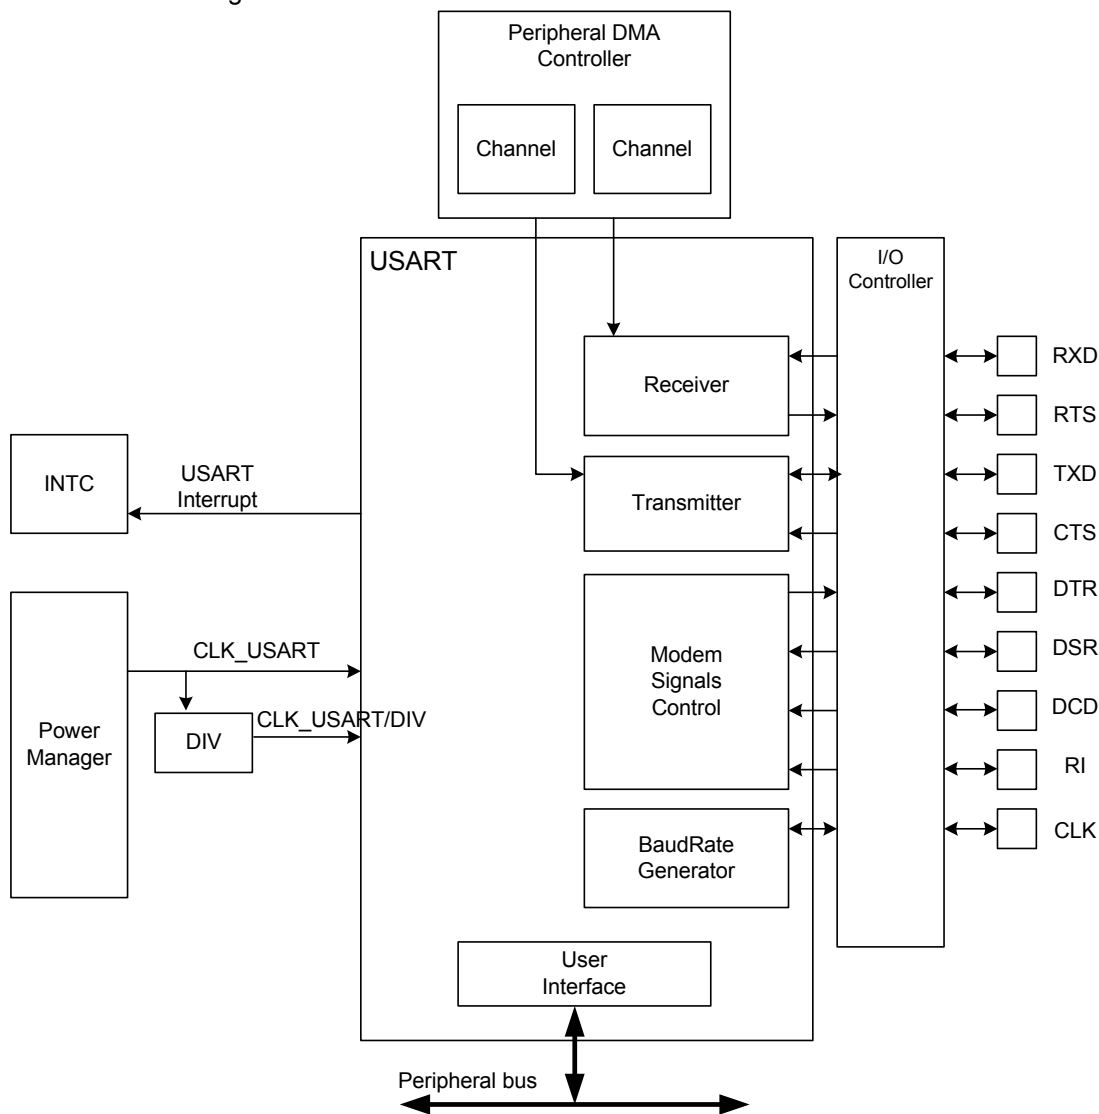 Peripheral DMA
Controller
Channel
Channel
USART
I/O
Controller
Receiver
RXD
RTS
INTC
USART
Interrupt
Transmitter
TXD
CTS
CLK_USART
DIV
CLK_USART/DIV
Power
Manager
Modem
Signals
Control
DTR
DSR
DCD
RI
BaudRate
Generator
CLK
User
Interface
Peripheral bus